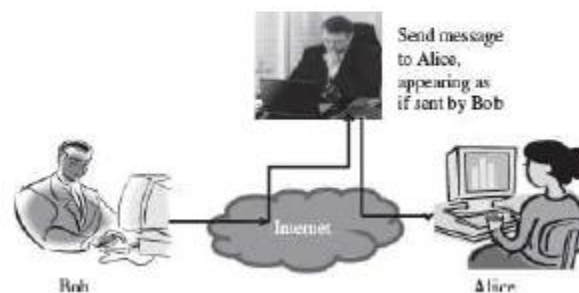 Send message
to Alice,
appearing as
if sent by Bob
Internet
Bob
Alice